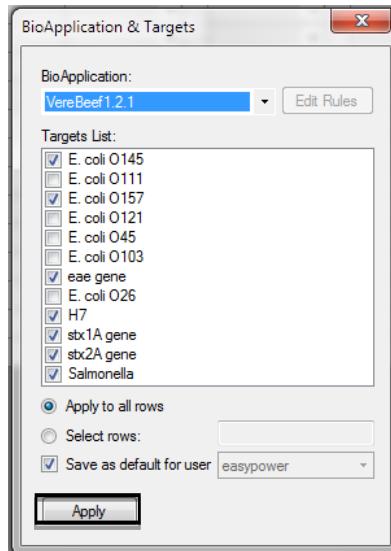 BioApplication & Targets
BioApplication:
VereBeef1.2.1
Edit Rules
Targets List:
E. coli O145
E. coli O111
E. coli O157
E. coli O121
E. coli O45
E. coli O103
eae gene
E. coli O26
H7
stx1A gene
stx2A gene
Salmonella
Apply to all rows
Select rows:
Save as default for user easypower
Apply